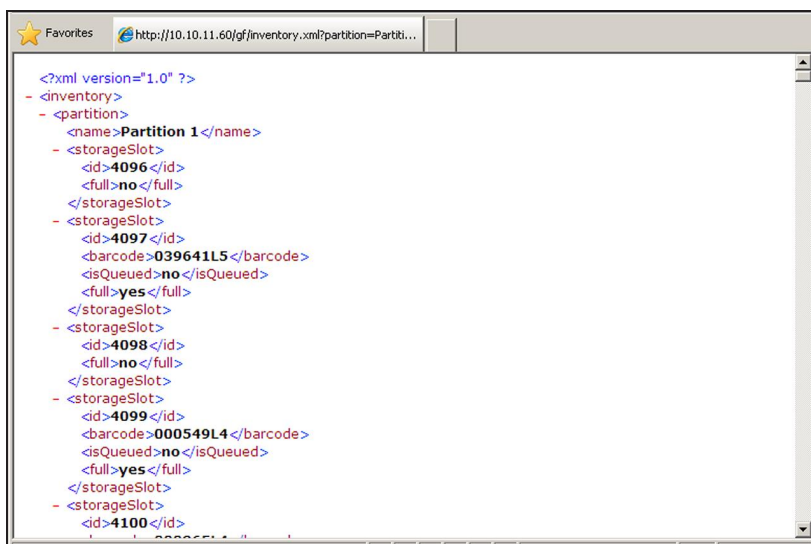 Favorites
http://10.10.11.60/gf/inventory.xml?partition=Partiti...
<?xml version="1.0" ?>
- <inventory>
- <partition>
<name>Partition 1</name>
- <storageSlot>
<id>4096</id>
<full>no</full>
</storageSlot>
- <storageSlot>
<id>4097</id>
<barcode>039641L5</barcode>
<isQueued>no</isQueued>
<full>yes</full>
</storageSlot>
- <storageSlot>
<id>4098</id>
<full>no</full>
</storageSlot>
- <storageSlot>
<id>4099</id>
<barcode>000549L4</barcode>
<isQueued>no</isQueued>
<full>yes</full>
</storageSlot>
- <storageSlot>
<id>4100</id>